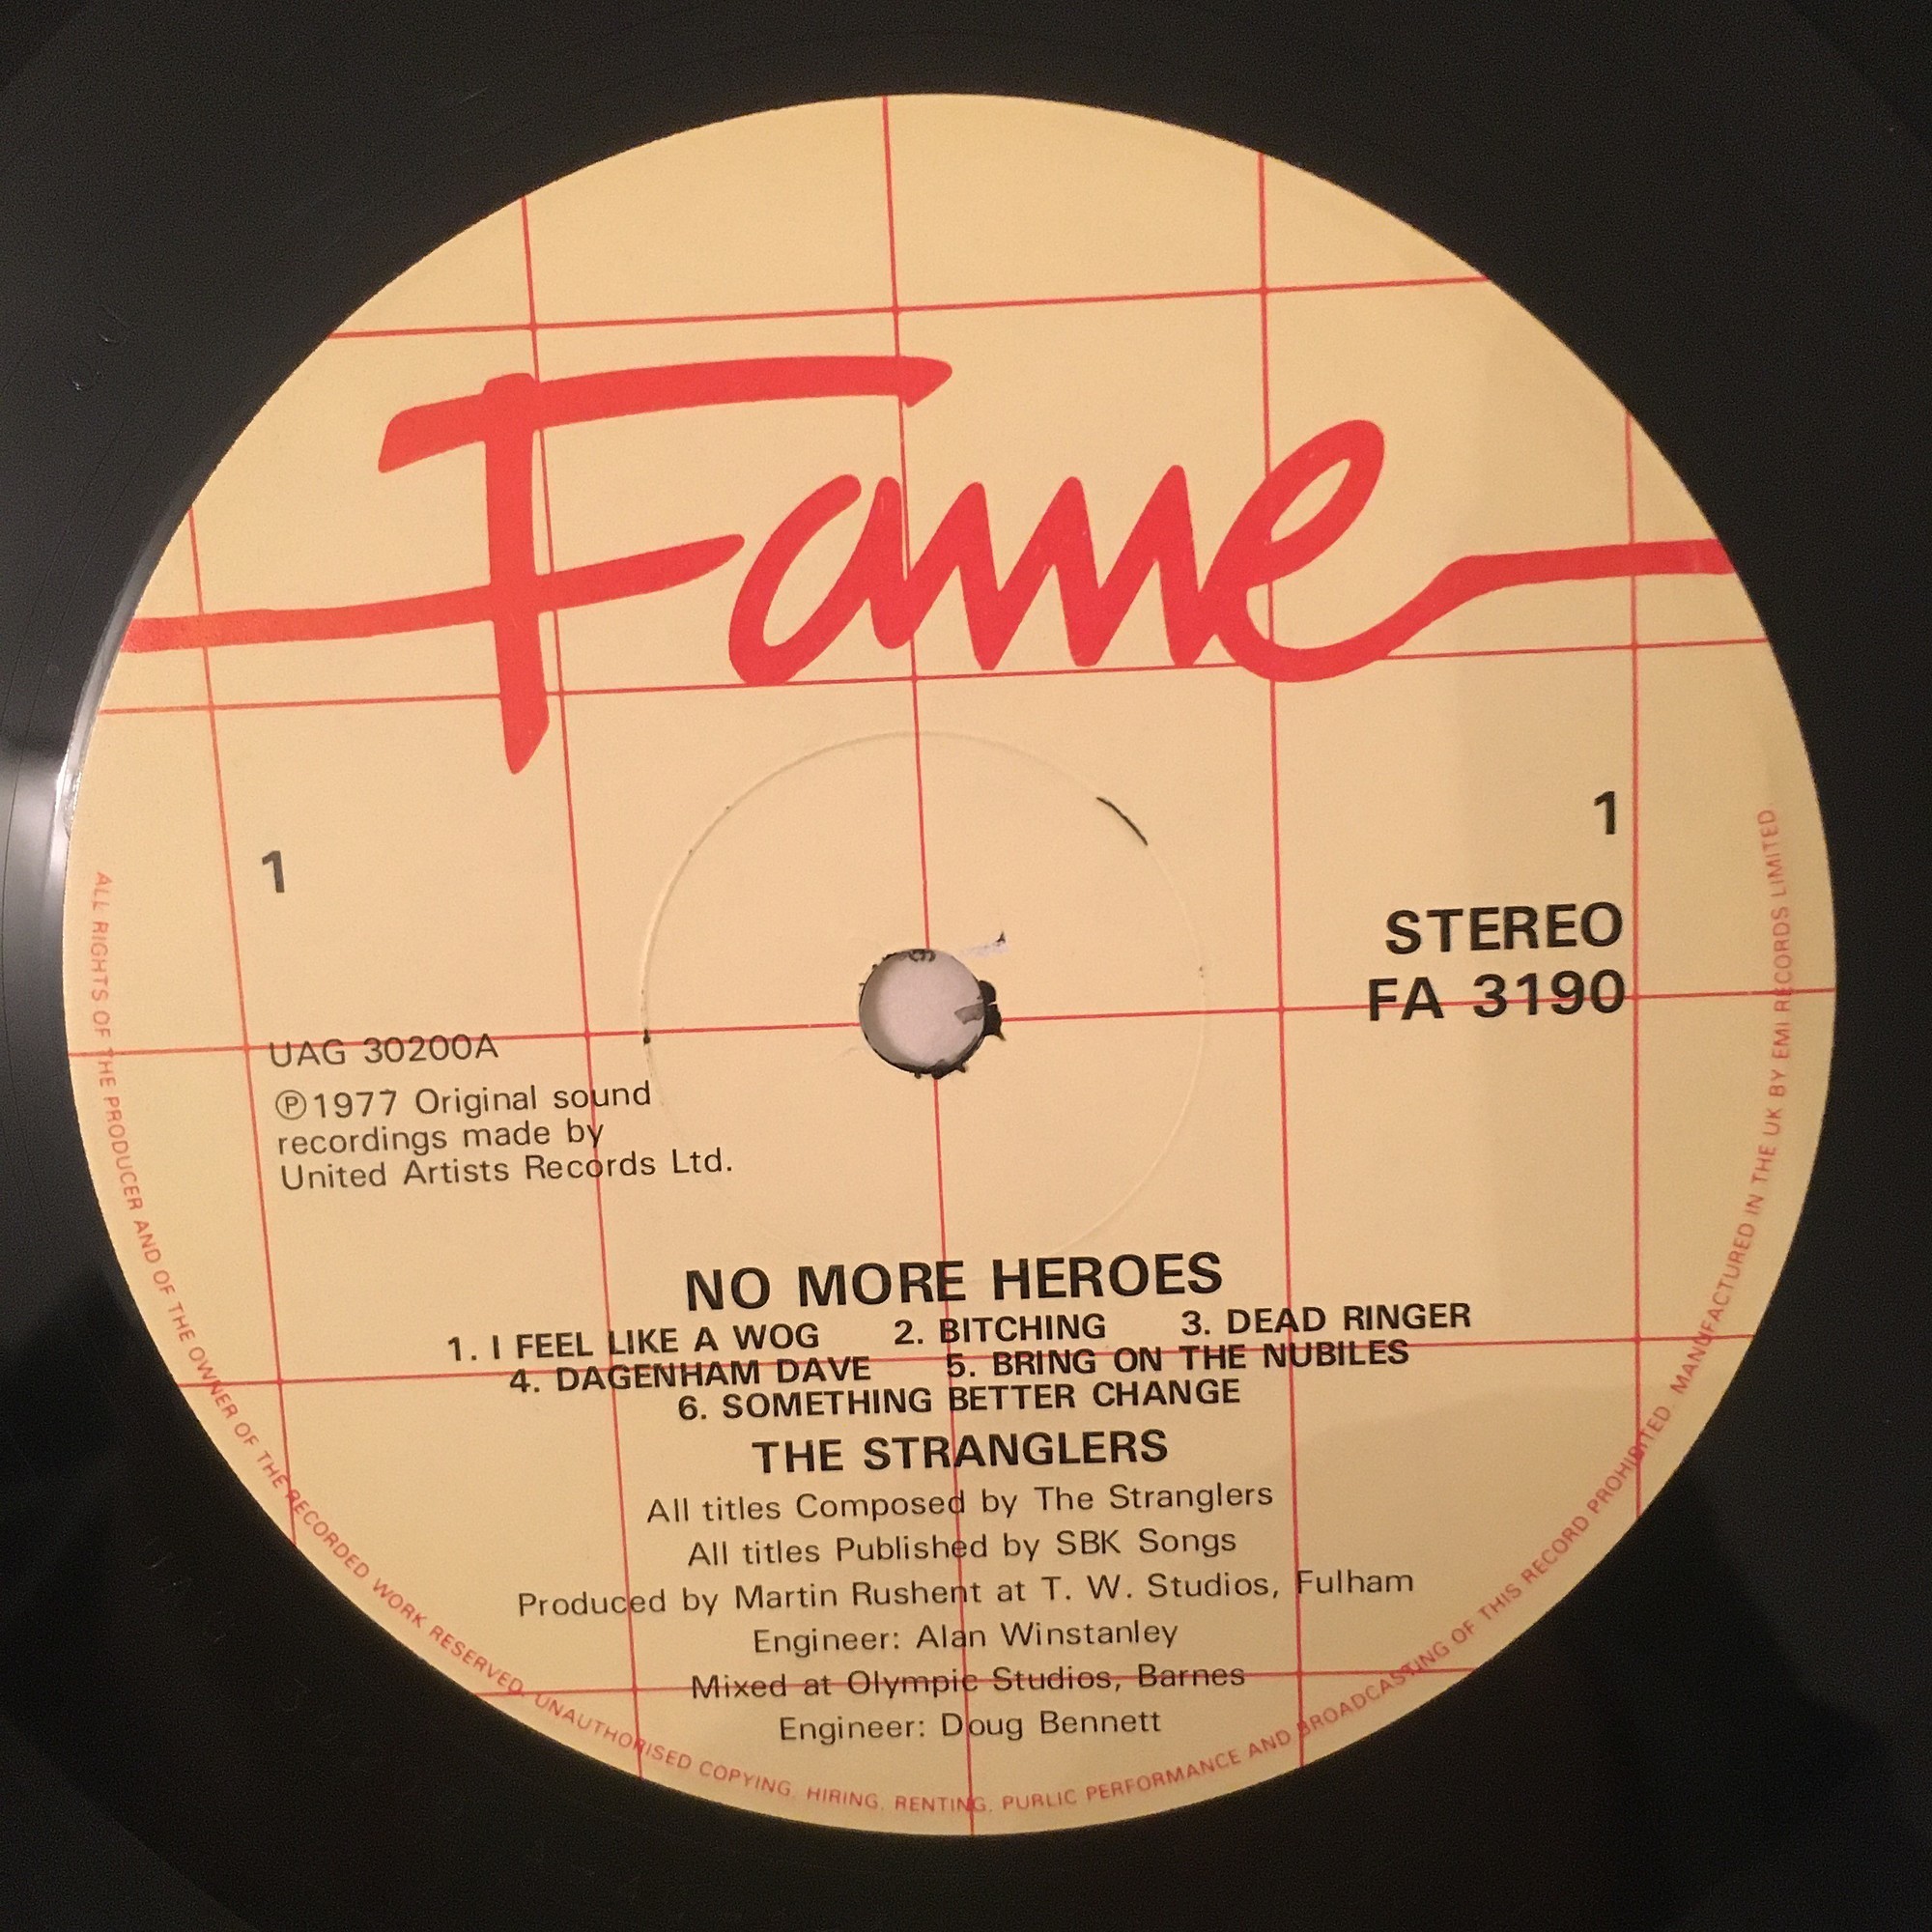 Fame
1
1
STEREO
FA 3190
UAG 30200A
℗1977 Original sound
recordings made by
United Artists Records Ltd.
NO MORE HEROES
1. I FEEL LIKE A WOG 2. BITCHING 3. DEAD RINGER
4. DAGENHAM DAVE 5. BRING ON THE NUBILES
6. SOMETHING BETTER CHANGE
THE STRANGLERS
All titles Composed by The Stranglers
All titles Published by SBK Songs
Produced by Martin Rushent at T. W. Studios, Fulham
Engineer: Alan Winstanley
Mixed at Olympic Studios, Barnes
Engineer: Doug Bennett
ALL RIGHTS OF THE PRODUCER AND OF THE OWNER OF THE RECORDED WORK RESERVED. UNAUTHORISED COPYING, HIRING, RENTING, PUBLIC PERFORMANCE AND BROADCASTING OF THIS RECORD PROHIBITED. MANUFACTURED IN THE UK BY EMI RECORDS LIMITED